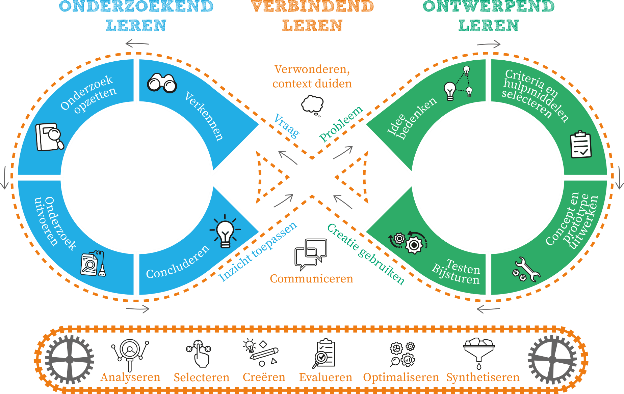 ONDERZOEKEND
LEREN
VERBINDEND
LEREN
ONTWERPEND
LEREN
Verwonderen,
context duiden
Vraag
Probleem
Onderzoek
opzetten
Verkennen
Onderzoek
uitvoeren
Concluderen
Inzicht toepassen
Idee
bedenken
Criteria en
hulpmiddelen
selecteren
Concept en
Prototype
uitwerken
Testen
Bijsturen
Creatie gebruiken
Communiceren
Analyseren
Selecteren
Creëren
Evalueren
Optimaliseren
Synthetiseren